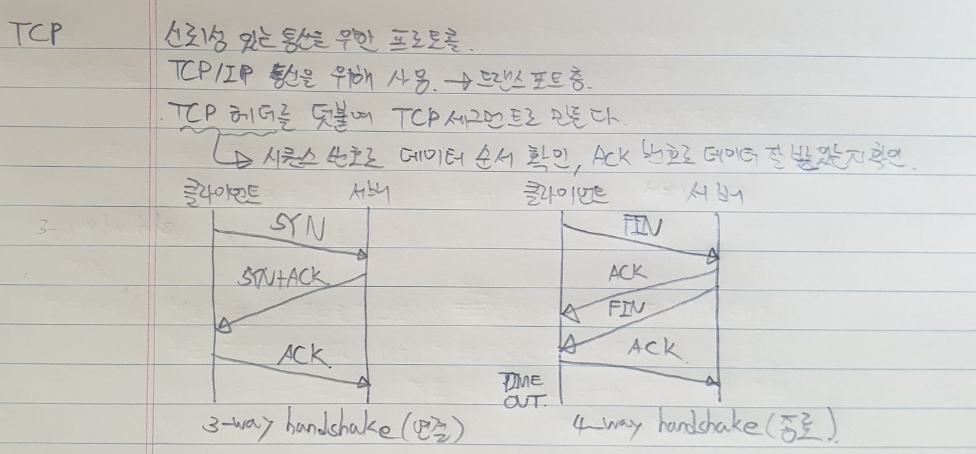 TCP 신뢰성 있는 통신을 위한 프로토콜.
TCP/IP 통신을 위해 사용. → 트랜스포트층.
TCP 헤더를 덧붙여 TCP 세그먼트로 만든다.
↳ 시퀀스 번호로 데이터 순서 확인, ACK 번호로 데이터 잘 받았는지 확인.
클라이언트 서버 클라이언트 서버
3-
SYN FIN
SYN+ACK ACK
FIN
ACK ACK
TIME OUT.
3-way handshake (연결) 4-way handshake (종료)